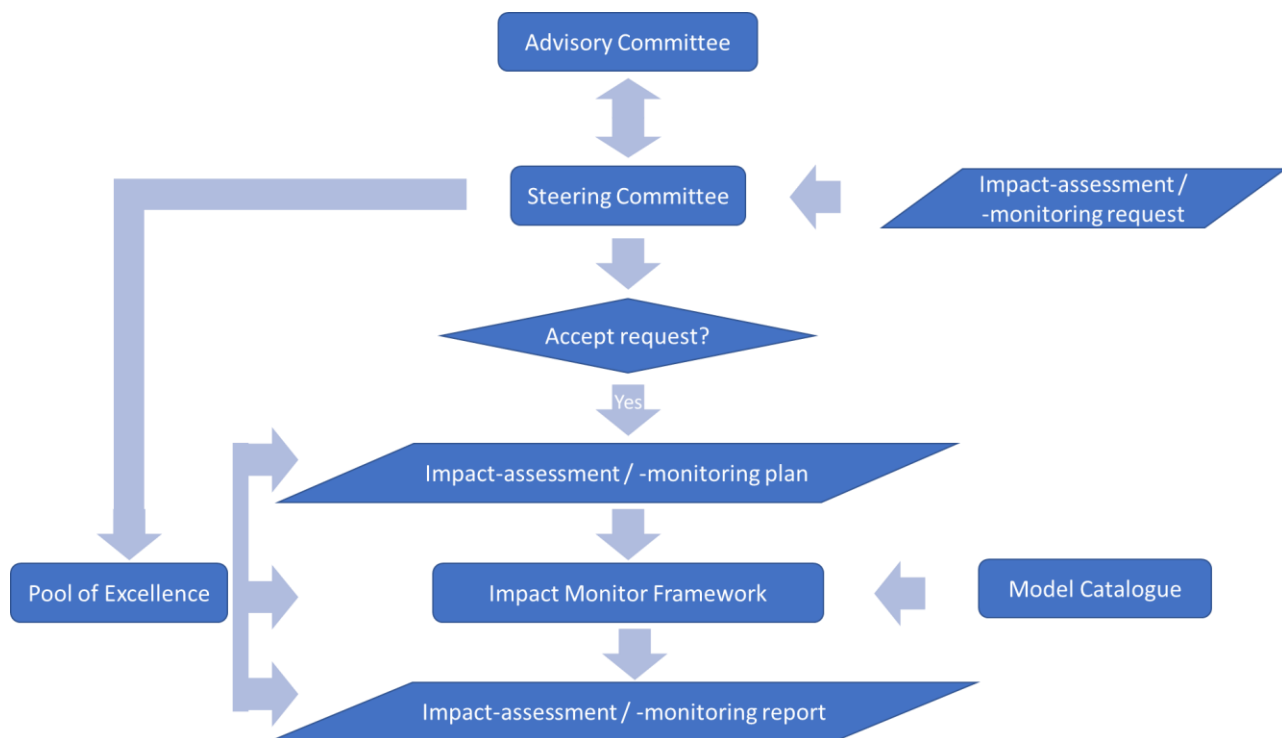 Advisory Committee
Steering Committee
Impact-assessment /
-monitoring request
Accept request?
Yes
Impact-assessment / -monitoring plan
Pool of Excellence
Impact Monitor Framework
Model Catalogue
Impact-assessment / -monitoring report